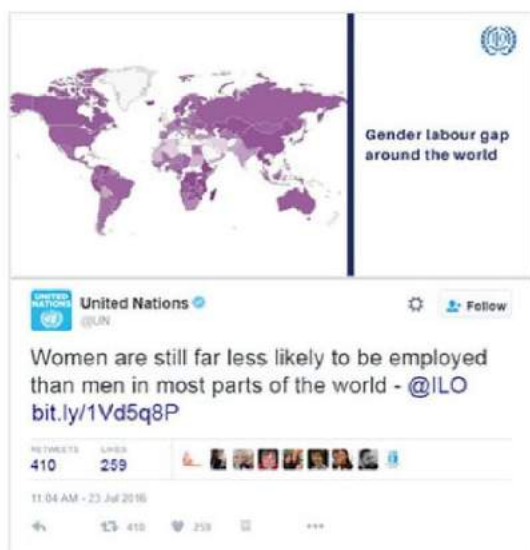 Gender labour gap
around the world
UNITED
NATIONS
United Nations
@UN
Follow
Women are still far less likely to be employed
than men in most parts of the world - @ILO
bit.ly/1Vd5q8P
RETWEETS LIKES
410 259
11:04 AM - 23 Jul 2016
410 259